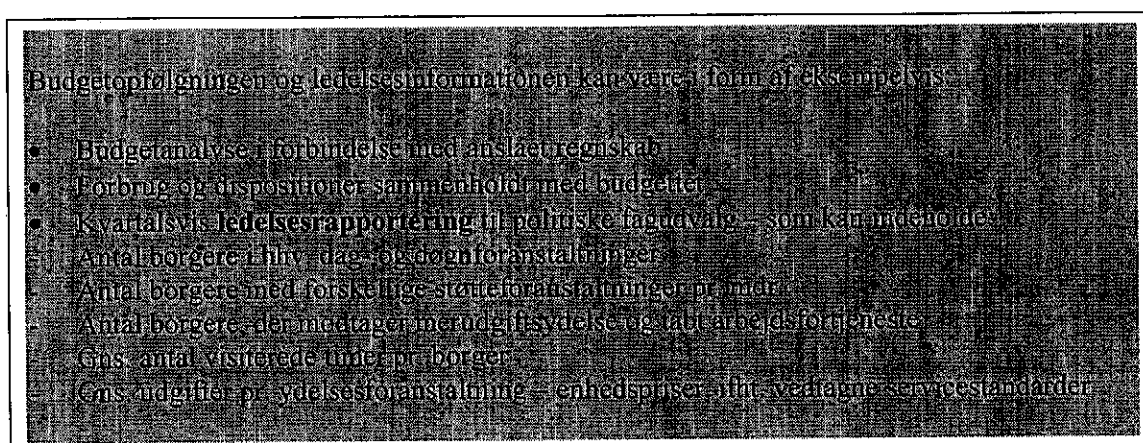 Budgetopfølgningen og ledelsesinformationen kan være i form af eksempelvis:
• Budgetanalyse i forbindelse med anslået regnskab
• Forbrug og dispositioner sammenholdt med budgettet
• Kvartalsvis ledelsesrapportering til politiske fagudvalg – som kan indeholde:
- Antal borgere i hhv. dag- og døgnforanstaltninger
- Antal borgere med forskellige støtteforanstaltninger pr. mdr.
- Antal borgere, der modtager merudgiftsydelse og tabt arbejdsfortjeneste
- Gns. antal visiterede timer pr. borger
- Gns. udgifter pr. ydelsesforanstaltning – enhedspriser jfht. vedtagne servicestandarder